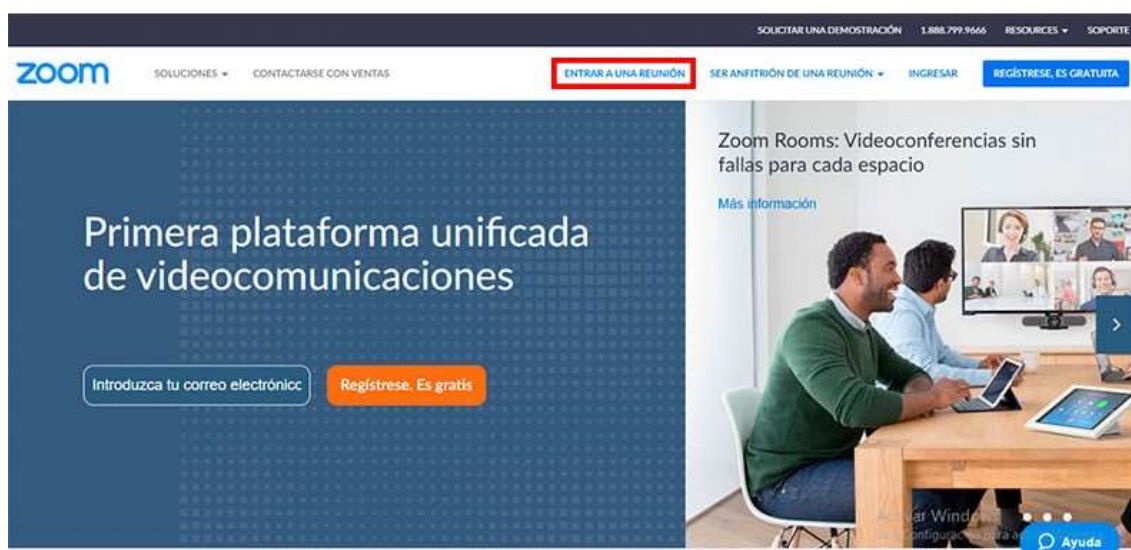 SOLICITAR UNA DEMOSTRACIÓN 1.888.799.9666 RESOURCES SOPORTE
zoom SOLUCIONES CONTACTARSE CON VENTAS ENTRAR A UNA REUNIÓN SER ANFITRIÓN DE UNA REUNIÓN INGRESAR REGÍSTRESE, ES GRATUITA
Zoom Rooms: Videoconferencias sin
fallas para cada espacio
Más información
Primera plataforma unificada
de videocomunicaciones
Introduzca tu correo electrónicc Regístrese. Es gratis
Ayuda